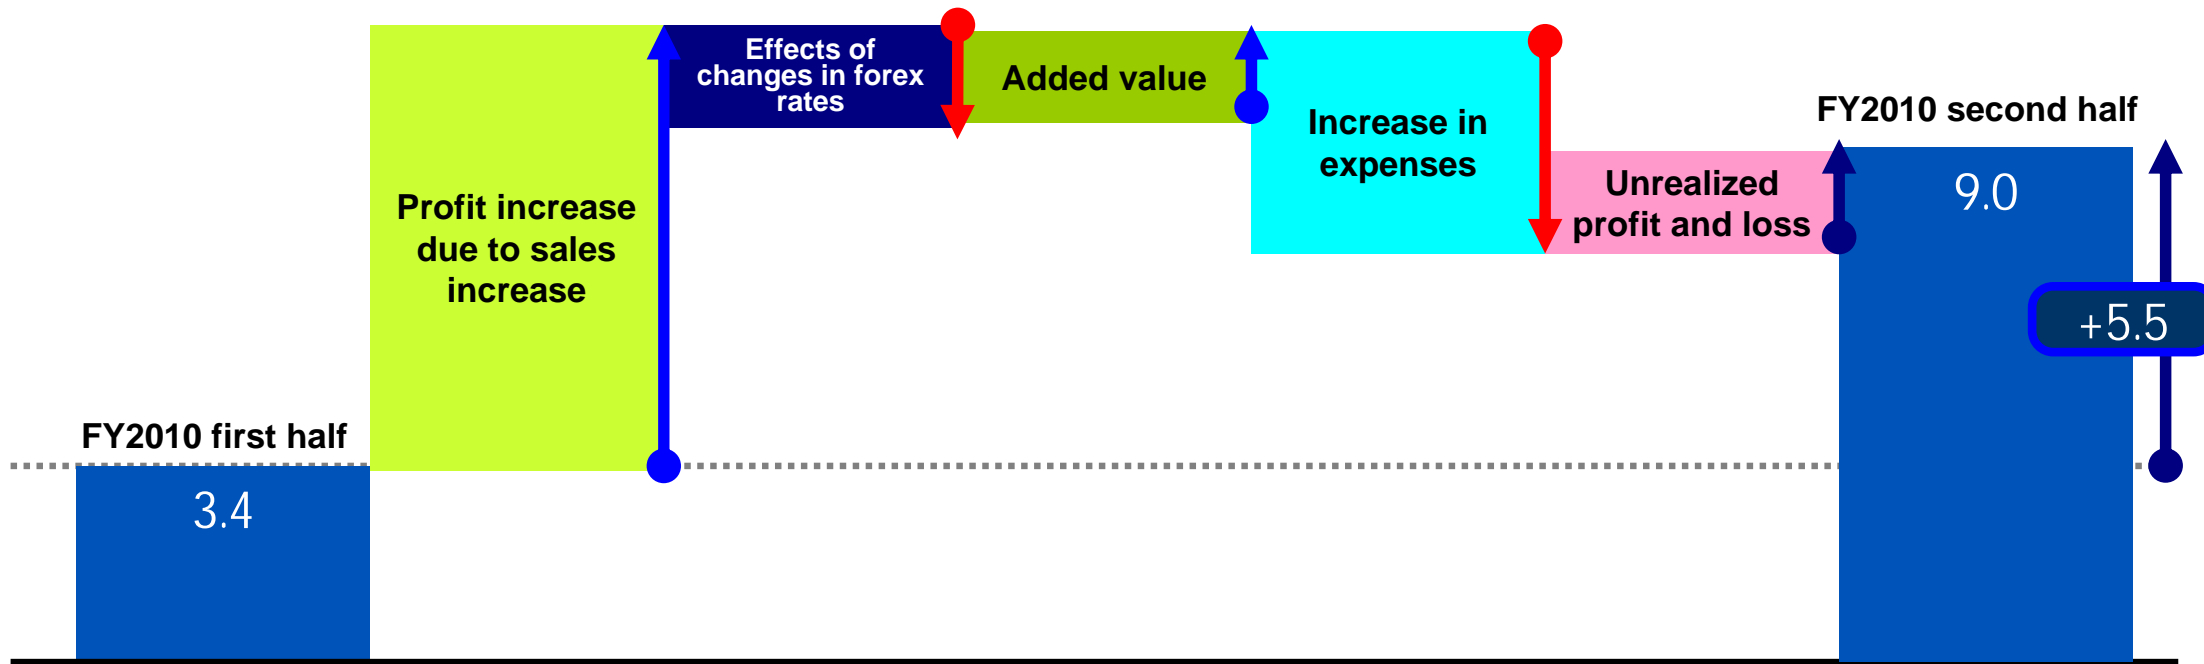 FY2010 first half
3.4
Profit increase
due to sales
increase
Effects of
changes in forex
rates
Added value
Increase in
expenses
Unrealized
profit and loss
FY2010 second half
9.0
+5.5